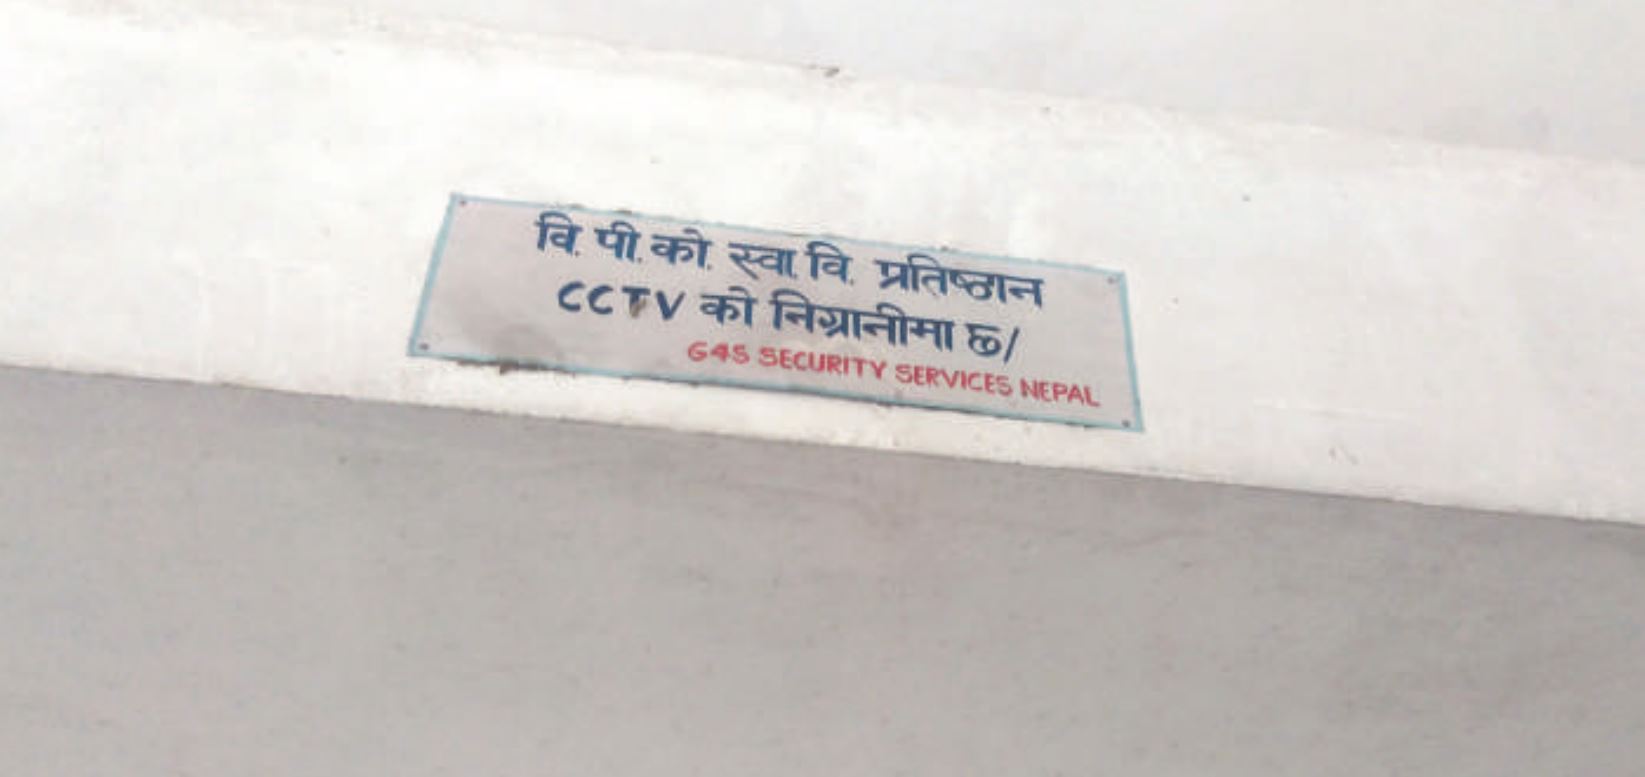 वि. पी. को. स्वा. वि. प्रतिष्ठान
CCTV को निग्रानीमा छ/
G4S SECURITY SERVICES NEPAL